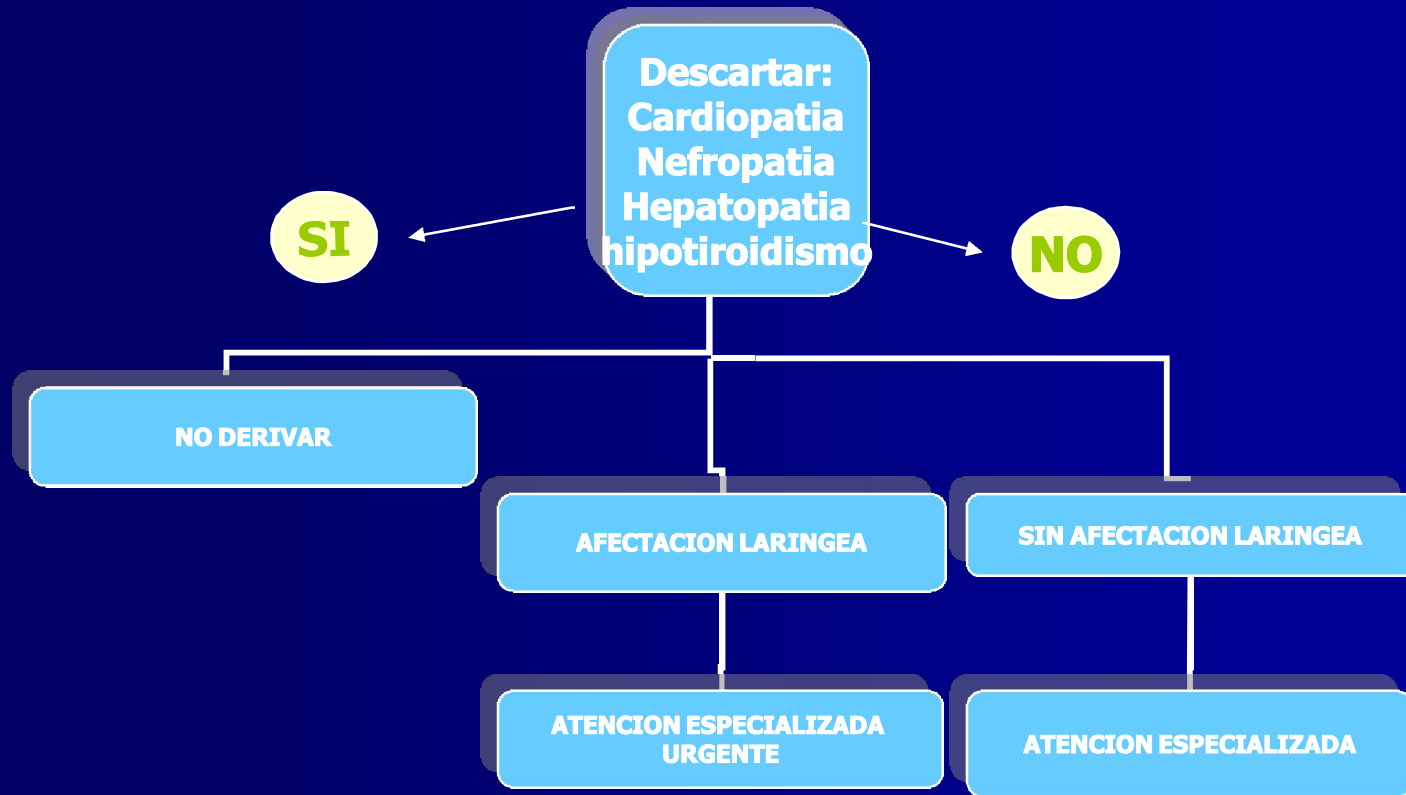 Descartar:
Cardiopatia
Nefropatia
Hepatopatia
hipotiroidismo
SI
NO
NO DERIVAR
AFECTACION LARINGEA
SIN AFECTACION LARINGEA
ATENCION ESPECIALIZADA
URGENTE
ATENCION ESPECIALIZADA